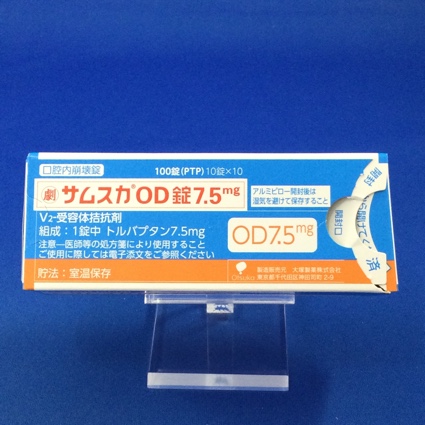 口腔内崩壊錠
100錠(PTP) 10錠×10
劇 サムスカ®OD錠7.5mg
アルミピロー開封後は
湿気を避けて保存すること
V₂-受容体拮抗剤
組成:1錠中 トルバプタン7.5mg
注意―医師等の処方箋により使用すること
ご使用に際しては電子添文をご参照ください
OD7.5mg
貯法:室温保存
Otsuka
製造販売元 大塚製薬株式会社
東京都千代田区神田司町2-9
開封
開封口
開封
済